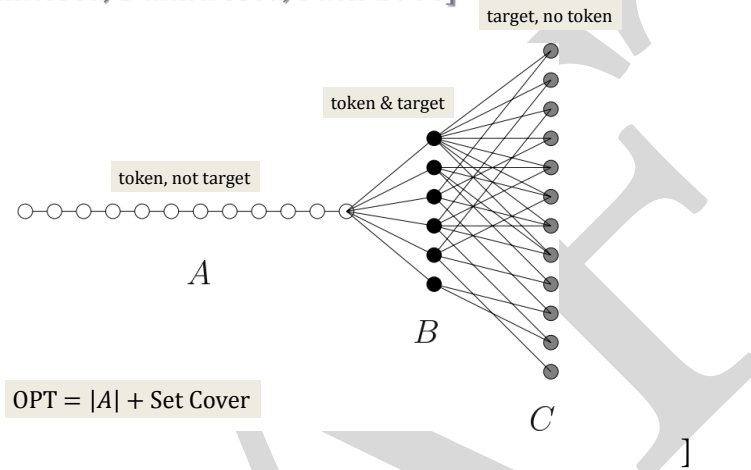 target, no token
token & target
token, not target
A
B
OPT = |A| + Set Cover
C
]